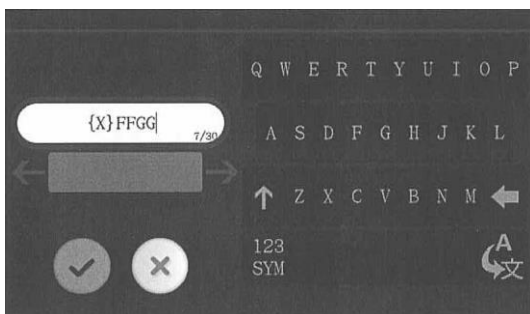 {X}FFGG
7/30
Q W E R T Y U I O P
A S D F G H J K L
Z X C V B N M
123
SYM
A
文